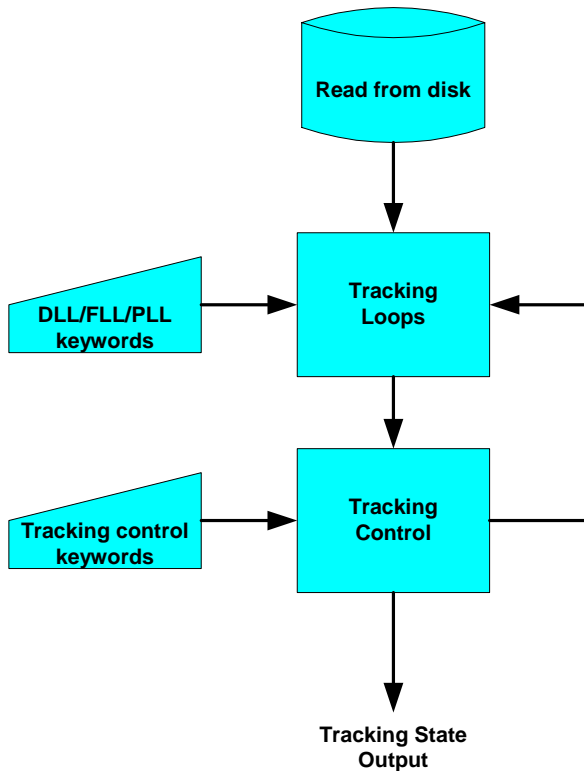 Read from disk
Tracking
Loops
DLL/FLL/PLL
keywords
Tracking
Control
Tracking control
keywords
Tracking State
Output